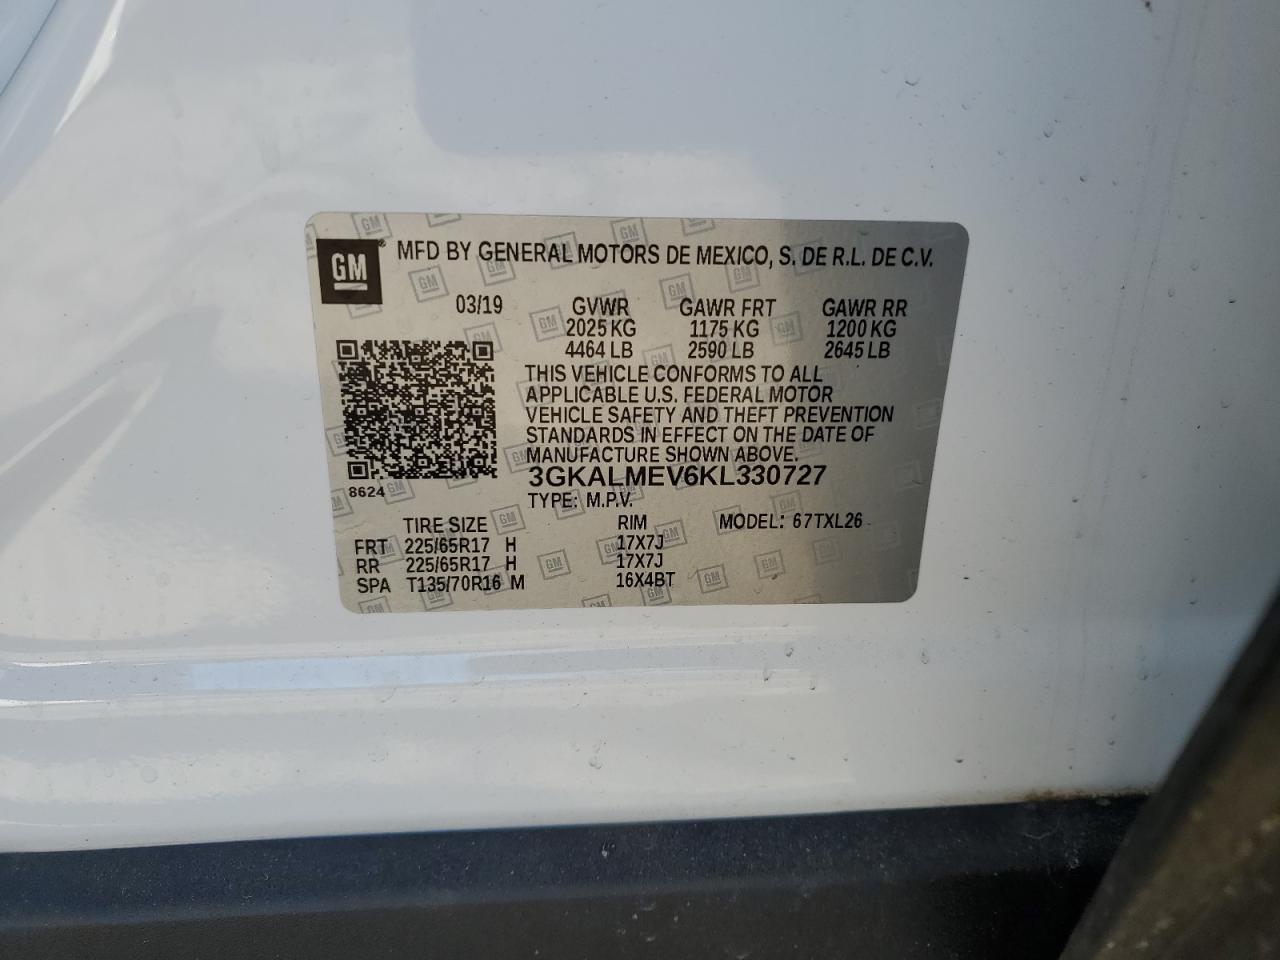 GM® MFD BY GENERAL MOTORS DE MEXICO, S. DE R.L. DE C.V.
03/19 GVWR GAWR FRT GAWR RR
2025 KG 1175 KG 1200 KG
4464 LB 2590 LB 2645 LB
THIS VEHICLE CONFORMS TO ALL
APPLICABLE U.S. FEDERAL MOTOR
VEHICLE SAFETY AND THEFT PREVENTION
STANDARDS IN EFFECT ON THE DATE OF
MANUFACTURE SHOWN ABOVE.
3GKALMEV6KL330727
8624 TYPE: M.P.V.
TIRE SIZE RIM MODEL: 67TXL26
FRT 225/65R17 H 17X7J
RR 225/65R17 H 17X7J
SPA T135/70R16 M 16X4BT